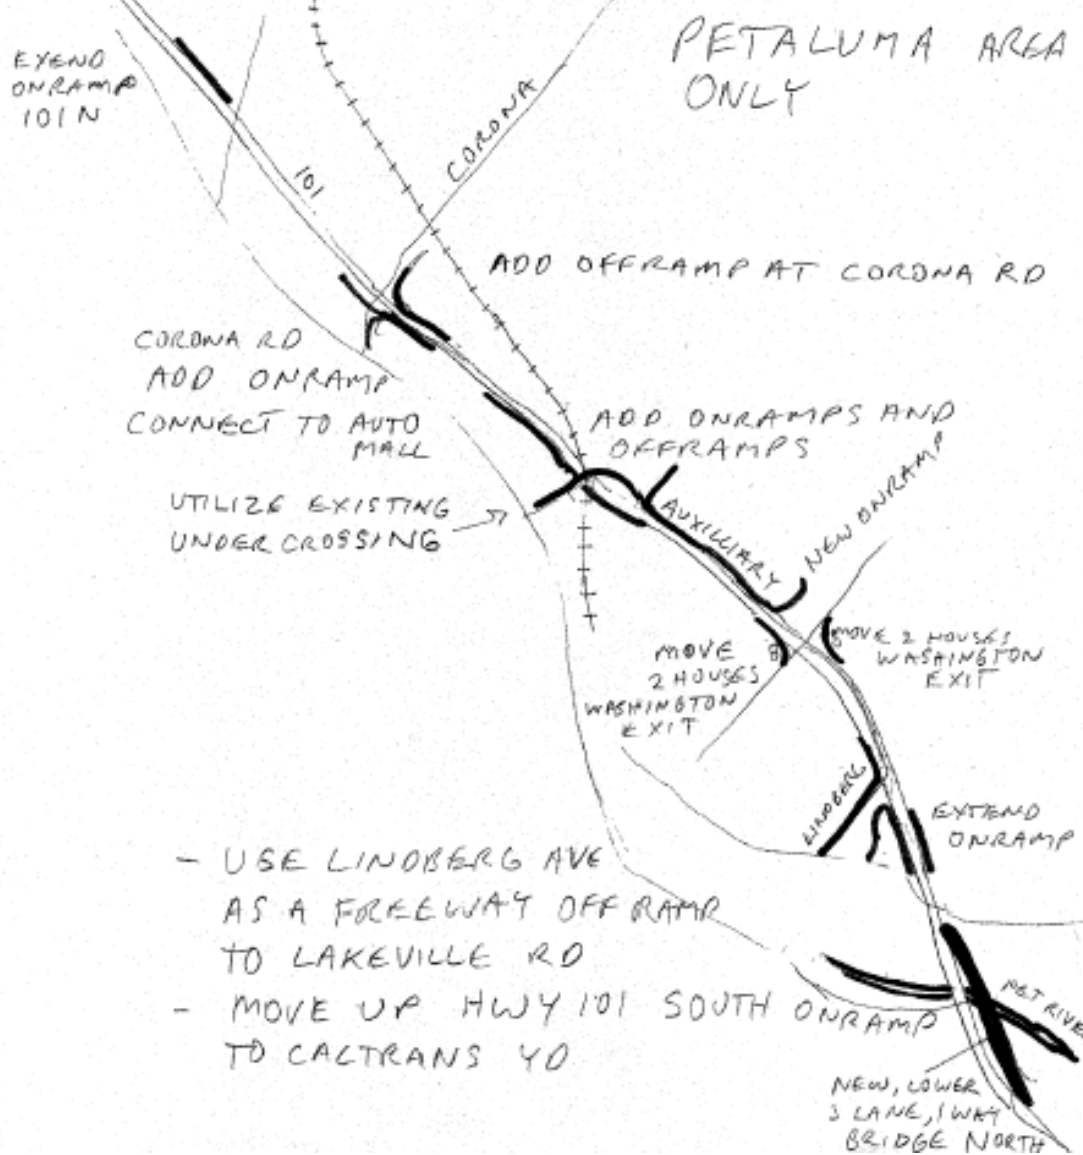 PETALUMA AREA
ONLY
EXEND
ONRAMP
101 N
101
CORONA
ADD OFFRAMP AT CORONA RD
CORONA RD
ADD ONRAMP
CONNECT TO AUTO
MALL
ADD ONRAMPS AND
OFFRAMPS
UTILIZE EXISTING
UNDERCROSSING
AUXILLIARY
NEW ONRAMP
MOVE 2 HOUSES
WASHINGTON
EXIT
MOVE
2 HOUSES
WASHINGTON
EXIT
LINDBERG
EXTEND
ONRAMP
- USE LINDBERG AVE
AS A FREEWAY OFFRAMP
TO LAKEVILLE RD
- MOVE UP HWY 101 SOUTH ONRAMP
TO CALTRANS YD
PET RIVER
NEW, LOWER
3 LANE, 1 WAY
BRIDGE NORTH